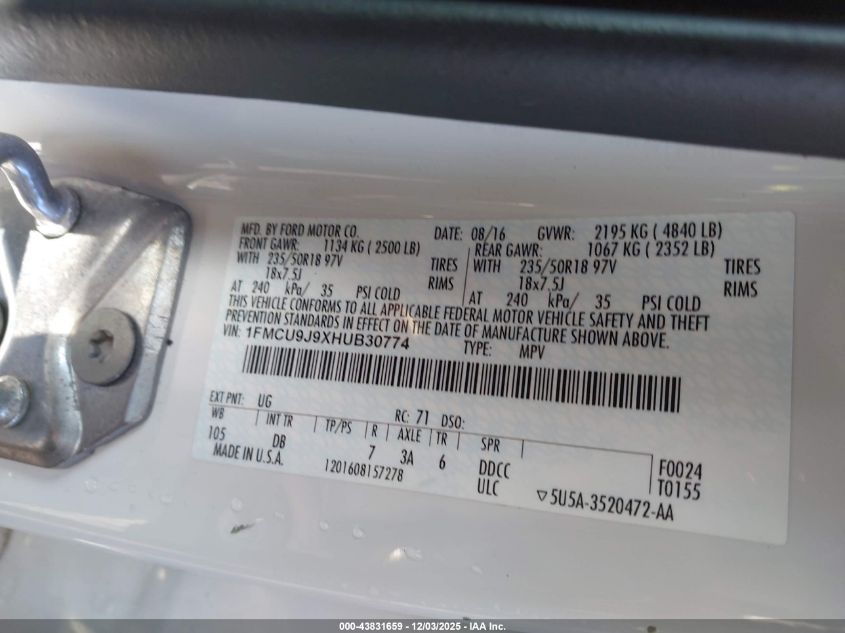 MFD. BY FORD MOTOR CO. DATE: 08/16 GVWR: 2195 KG ( 4840 LB)
FRONT GAWR: 1134 KG ( 2500 LB) REAR GAWR: 1067 KG ( 2352 LB)
WITH 235/50R18 97V TIRES WITH 235/50R18 97V TIRES
18x7.5J RIMS 18x7.5J RIMS
AT 240 kPa/ 35 PSI COLD AT 240 kPa/ 35 PSI COLD
THIS VEHICLE CONFORMS TO ALL APPLICABLE FEDERAL MOTOR VEHICLE SAFETY AND THEFT
PREVENTION STANDARDS IN EFFECT ON THE DATE OF MANUFACTURE SHOWN ABOVE.
VIN: 1FMCU9J9XHUB30774 TYPE: MPV
EXT PNT: UG RC: 71 DSO:
WB INT TR TP/PS R AXLE TR SPR
105 DB 7 3A 6 DDCC F0024
MADE IN U.S.A. 1201608157278 ULC T0155
▽5U5A-3520472-AA
000-43831659 | 12/03/2025 - IAA Inc.